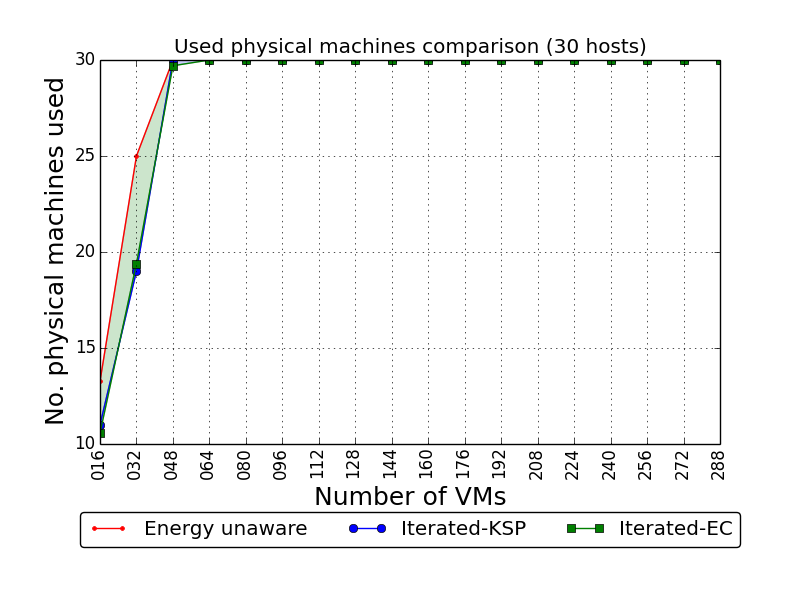 Used physical machines comparison (30 hosts)
No. physical machines used
30
25
20
15
10
016 032 048 064 080 096 112 128 144 160 176 192 208 224 240 256 272 288
Number of VMs
Energy unaware Iterated-KSP Iterated-EC